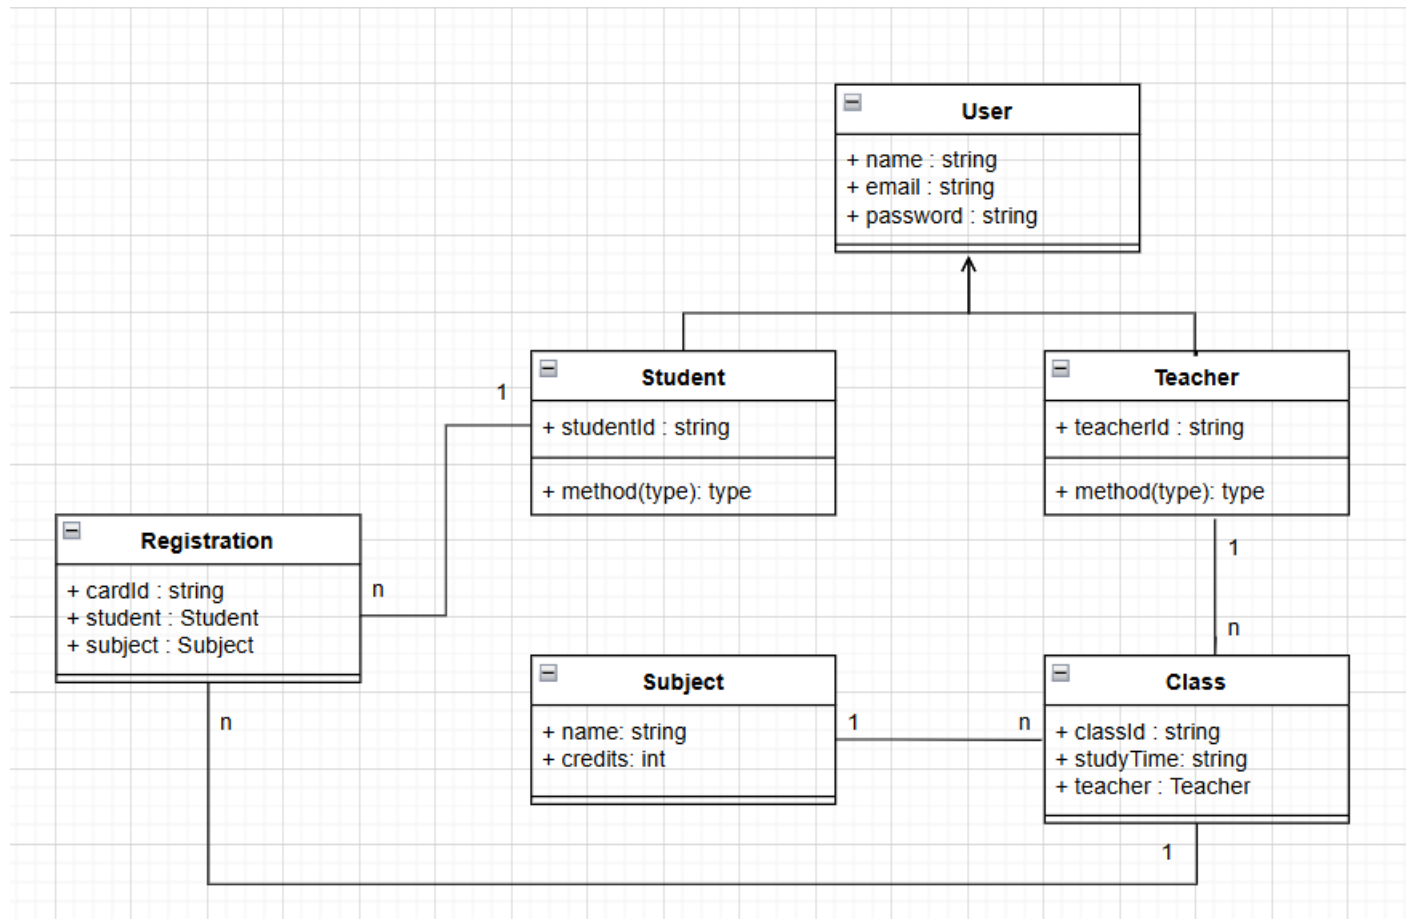 User
+ name : string
+ email : string
+ password : string
Student
+ studentId : string
+ method(type): type
Teacher
+ teacherId : string
+ method(type): type
1
Registration
+ cardId : string
+ student : Student
+ subject : Subject
n
n
1
n
Subject
+ name: string
+ credits: int
1
n
Class
+ classId : string
+ studyTime: string
+ teacher : Teacher
1